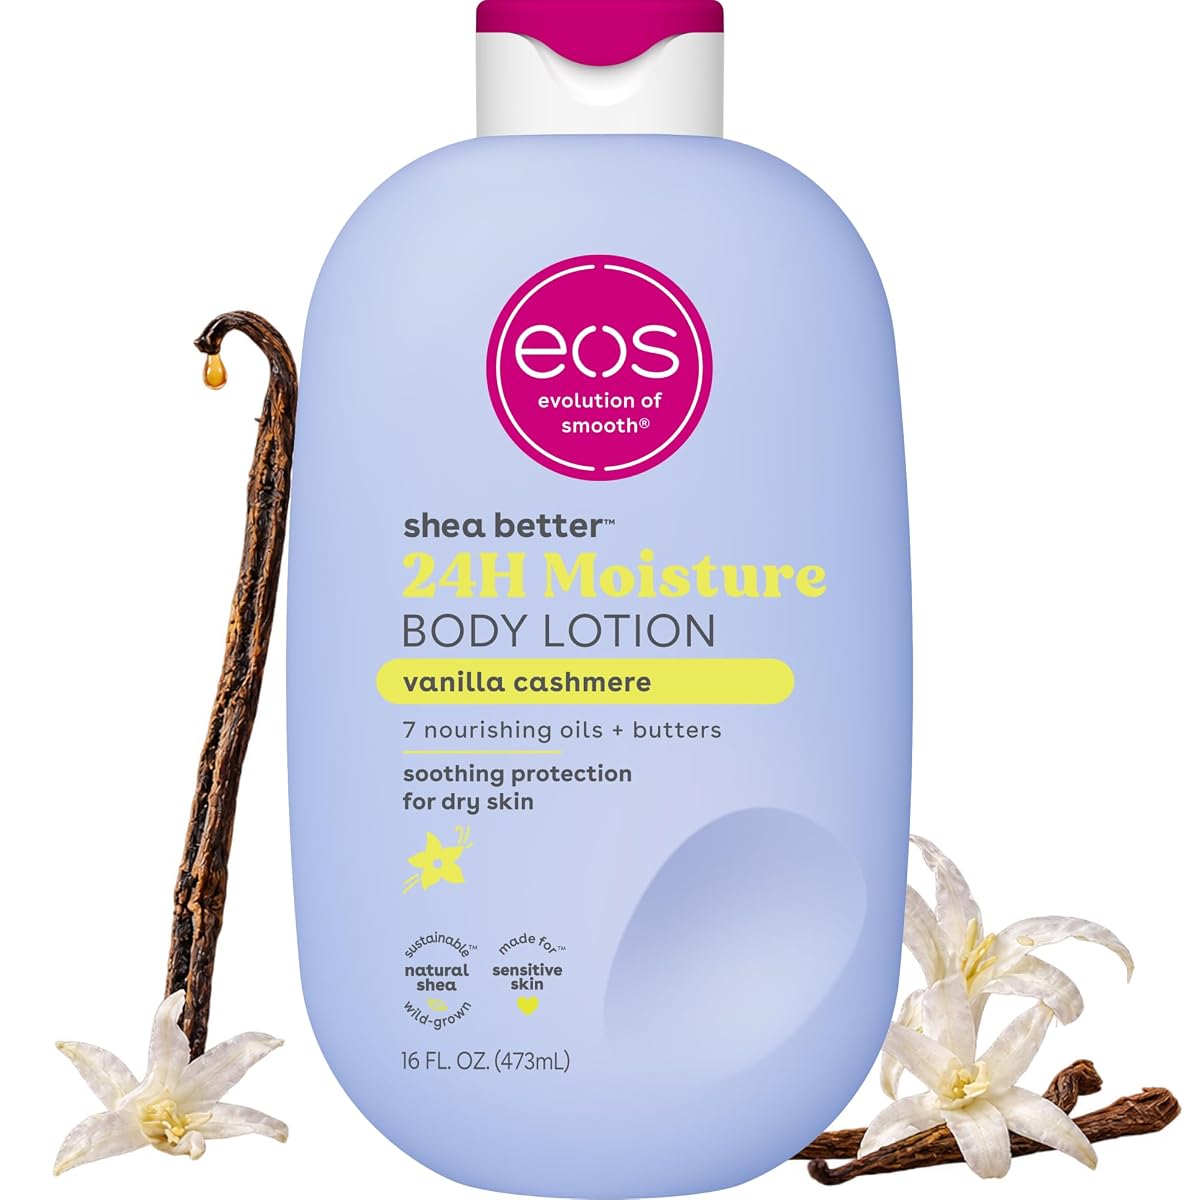 eos
evolution of
smooth®
shea better™
24H Moisture
BODY LOTION
vanilla cashmere
7 nourishing oils + butters
soothing protection
for dry skin
sustainable™
natural
shea
wild-grown
made for™
sensitive
skin
16 FL. OZ. (473mL)